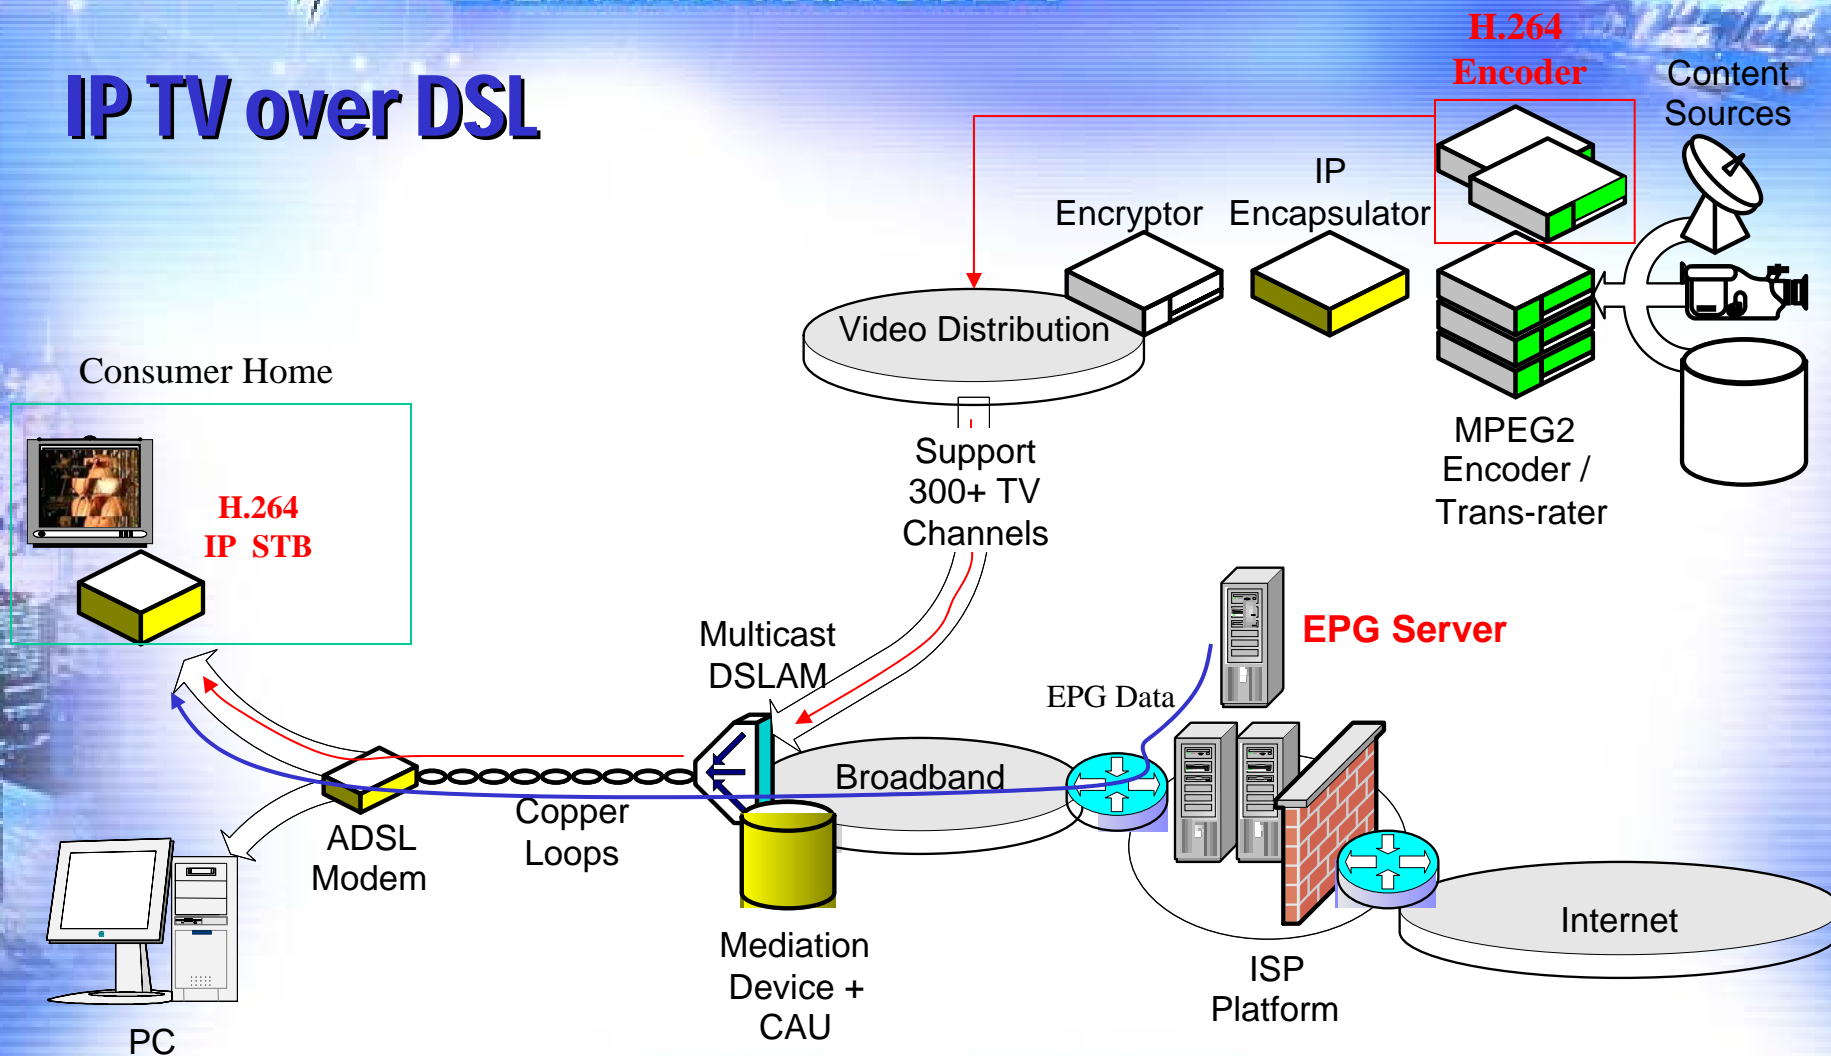 IP TV over DSL
H.264
Encoder
Content
Sources
IP
Encapsulator
Encryptor
Video Distribution
MPEG2
Encoder /
Trans-rater
Consumer Home
H.264
IP STB
Support
300+ TV
Channels
Multicast
DSLAM
EPG Server
EPG Data
Broadband
Copper
Loops
ADSL
Modem
Internet
Mediation
Device +
CAU
ISP
Platform
PC